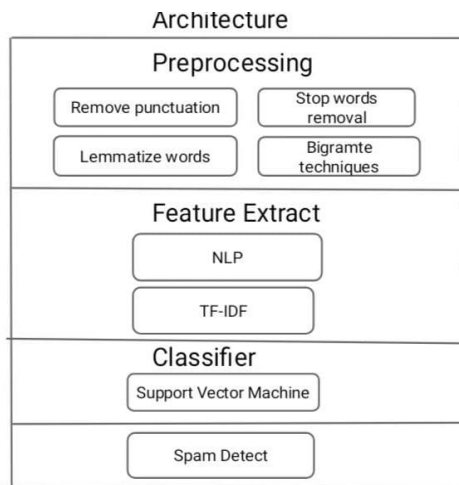 Architecture
Preprocessing
Remove punctuation
Stop words
removal
Lemmatize words
Bigramte
techniques
Feature Extract
NLP
TF-IDF
Classifier
Support Vector Machine
Spam Detect